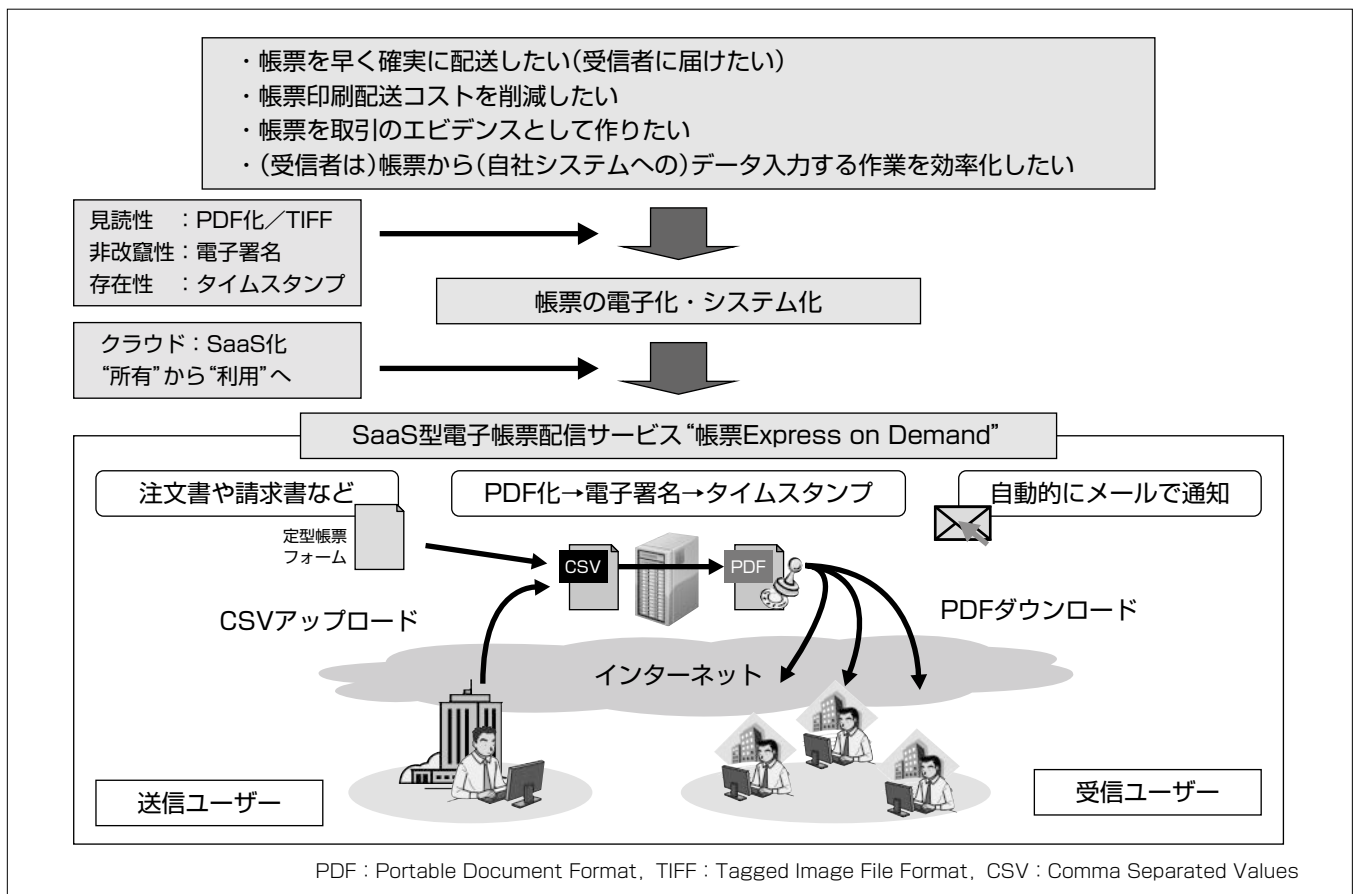 ・帳票を早く確実に配送したい(受信者に届けたい)
・帳票印刷配送コストを削減したい
・帳票を取引のエビデンスとして作りたい
・(受信者は)帳票から(自社システムへの)データ入力する作業を効率化したい
見読性　：PDF化／TIFF
非改竄性：電子署名
存在性　：タイムスタンプ
帳票の電子化・システム化
クラウド：SaaS化
“所有”から“利用”へ
SaaS型電子帳票配信サービス“帳票Express on Demand”
注文書や請求書など
PDF化→電子署名→タイムスタンプ
自動的にメールで通知
定型帳票
フォーム
CSV
PDF
CSVアップロード
PDFダウンロード
インターネット
送信ユーザー
受信ユーザー
PDF：Portable Document Format, TIFF：Tagged Image File Format, CSV：Comma Separated Values